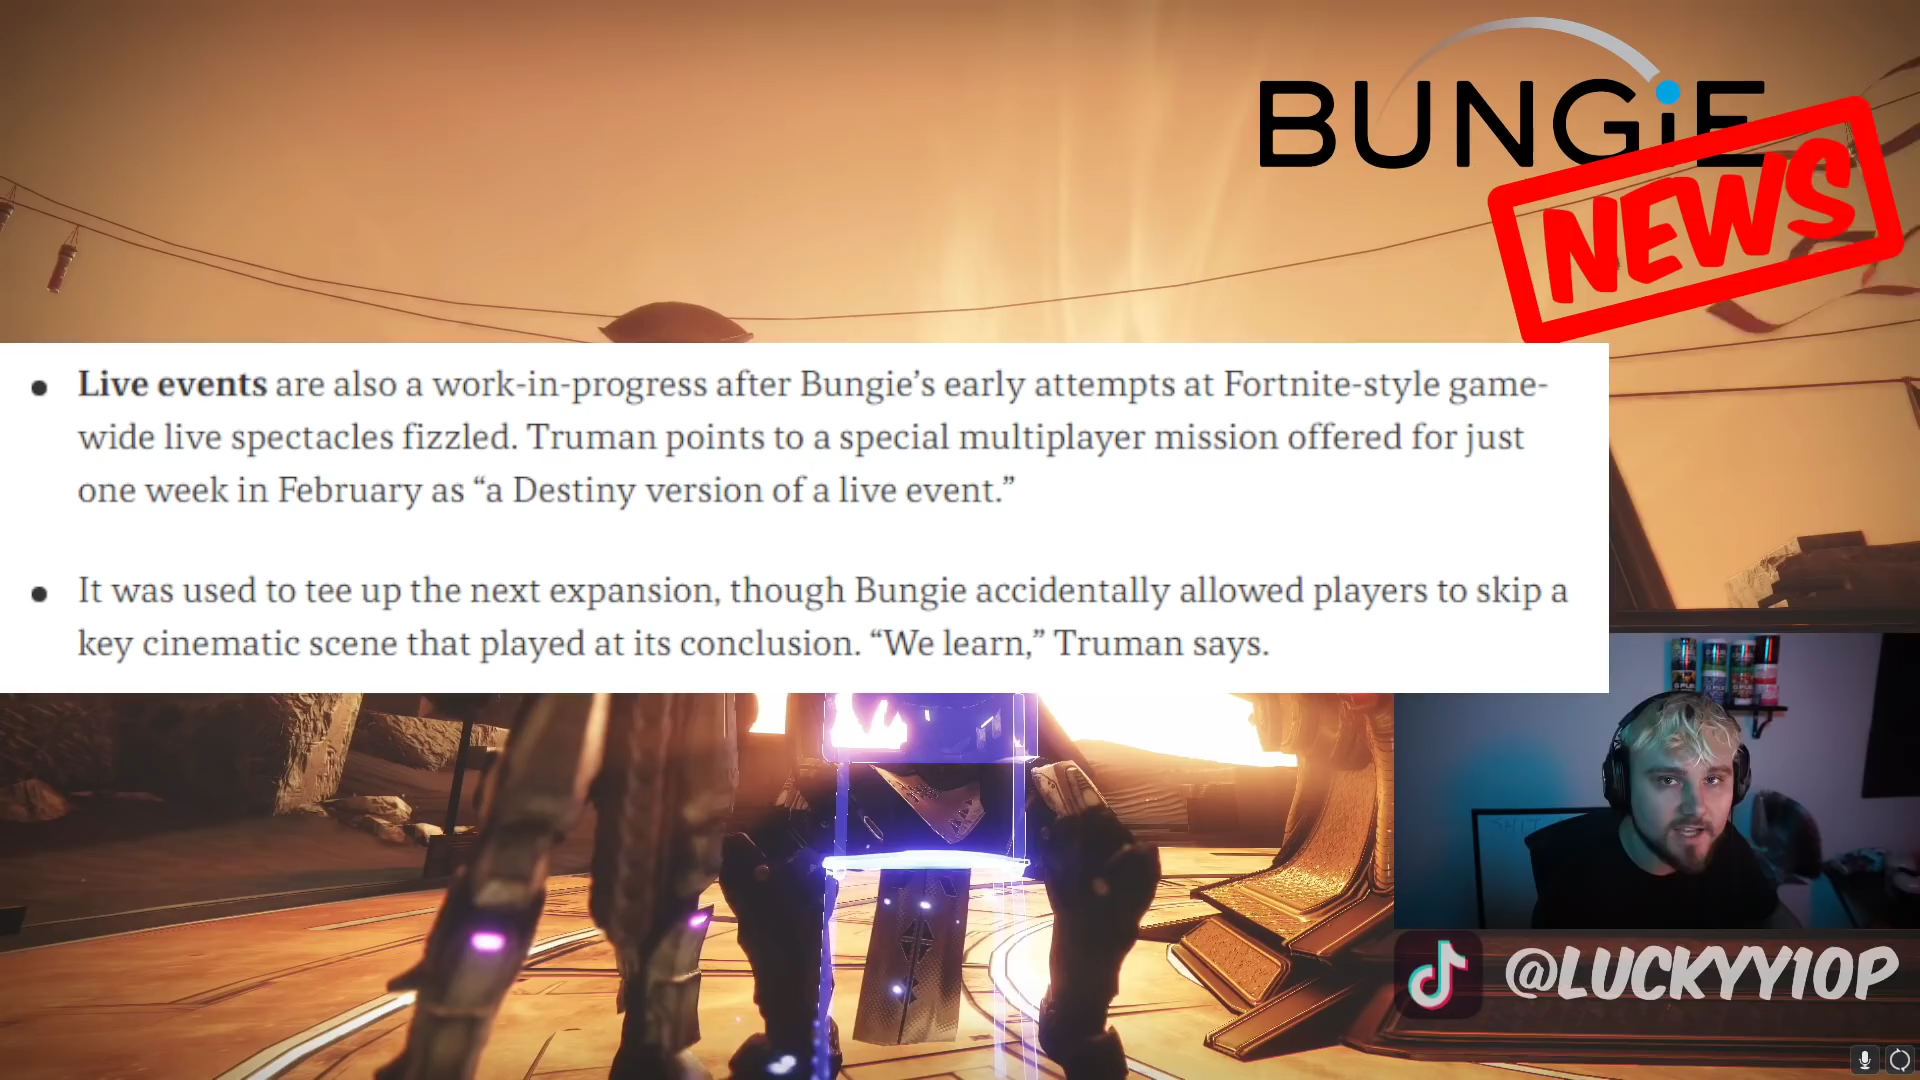 BUNGiE
NEWS
Live events are also a work-in-progress after Bungie’s early attempts at Fortnite-style game-
wide live spectacles fizzled. Truman points to a special multiplayer mission offered for just
one week in February as “a Destiny version of a live event.”
It was used to tee up the next expansion, though Bungie accidentally allowed players to skip a
key cinematic scene that played at its conclusion. “We learn,” Truman says.
@LUCKYY10P